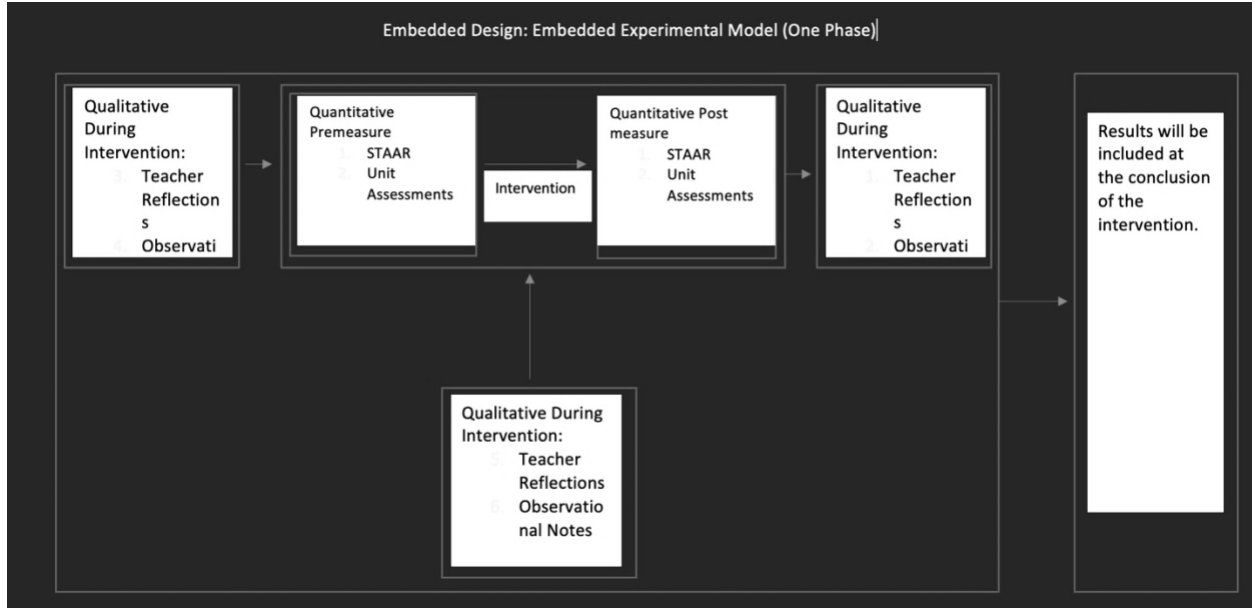 Embedded Design: Embedded Experimental Model (One Phase)
Qualitative
During
Intervention:
3. Teacher
Reflection
s
4. Observati
Quantitative
Premeasure
1. STAAR
2. Unit
Assessments
Intervention
Quantitative Post
measure
1. STAAR
2. Unit
Assessments
Qualitative
During
Intervention:
1. Teacher
Reflection
s
2. Observati
Results will be
included at
the conclusion
of the
intervention.
Qualitative During
Intervention:
5. Teacher
Reflections
6. Observatio
nal Notes